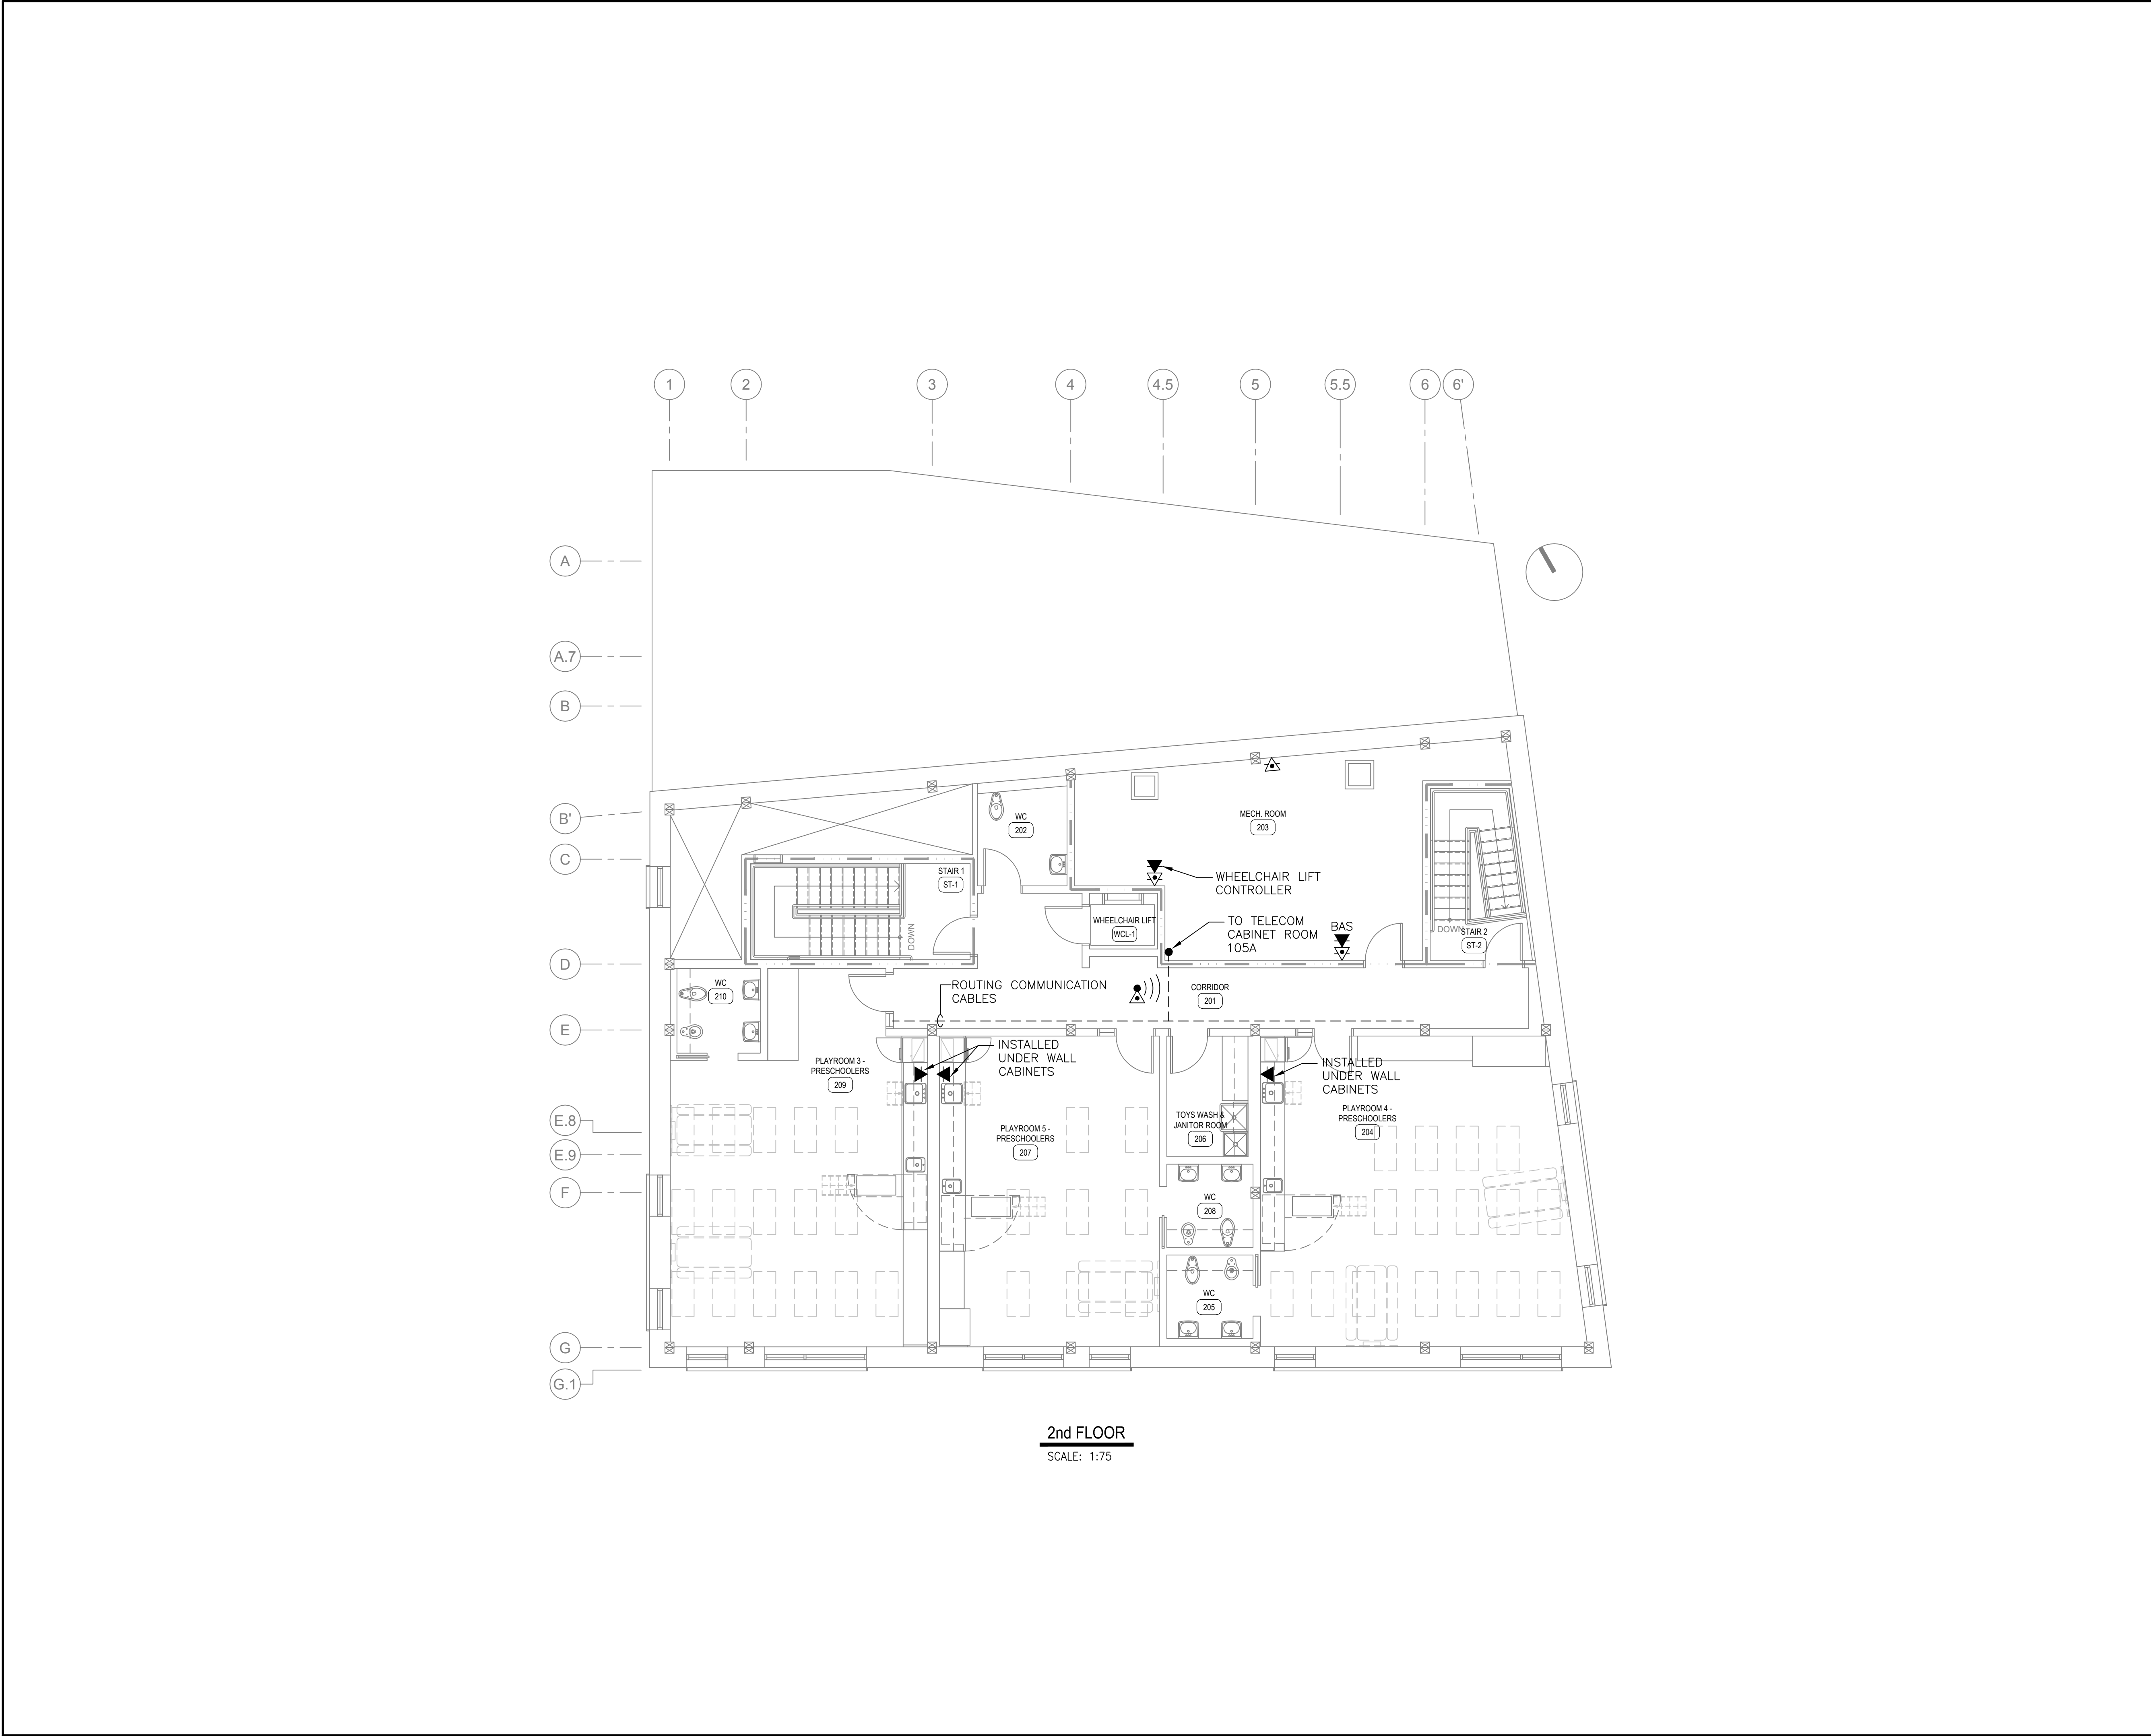 1
2
3
4
4.5
5
5.5
6
6'
A
A.7
B
B'
C
D
E
E.8
E.9
F
G
G.1
MECH. ROOM
203
WC
202
STAIR 1
ST-1
DOWN
WHEELCHAIR LIFT
CONTROLLER
WHEELCHAIR LIFT
WCL-1
TO TELECOM
CABINET ROOM
105A
BAS
DOWN
STAIR 2
ST-2
WC
210
ROUTING COMMUNICATION
CABLES
CORRIDOR
201
INSTALLED
UNDER WALL
CABINETS
INSTALLED
UNDER WALL
CABINETS
PLAYROOM 3 -
PRESCHOOLERS
209
PLAYROOM 5 -
PRESCHOOLERS
207
TOYS WASH &
JANITOR ROOM
206
PLAYROOM 4 -
PRESCHOOLERS
204
WC
208
WC
205
2nd FLOOR
SCALE: 1:75